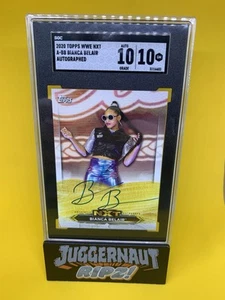 SGC
2020 TOPPS WWE NXT
A-BB BIANCA BELAIR
AUTOGRAPHED
AUTO
10
GRADE
10
TOPPS
B B
NXT
BIANCA BELAIR
JUGGERNAUT
RIPZ!